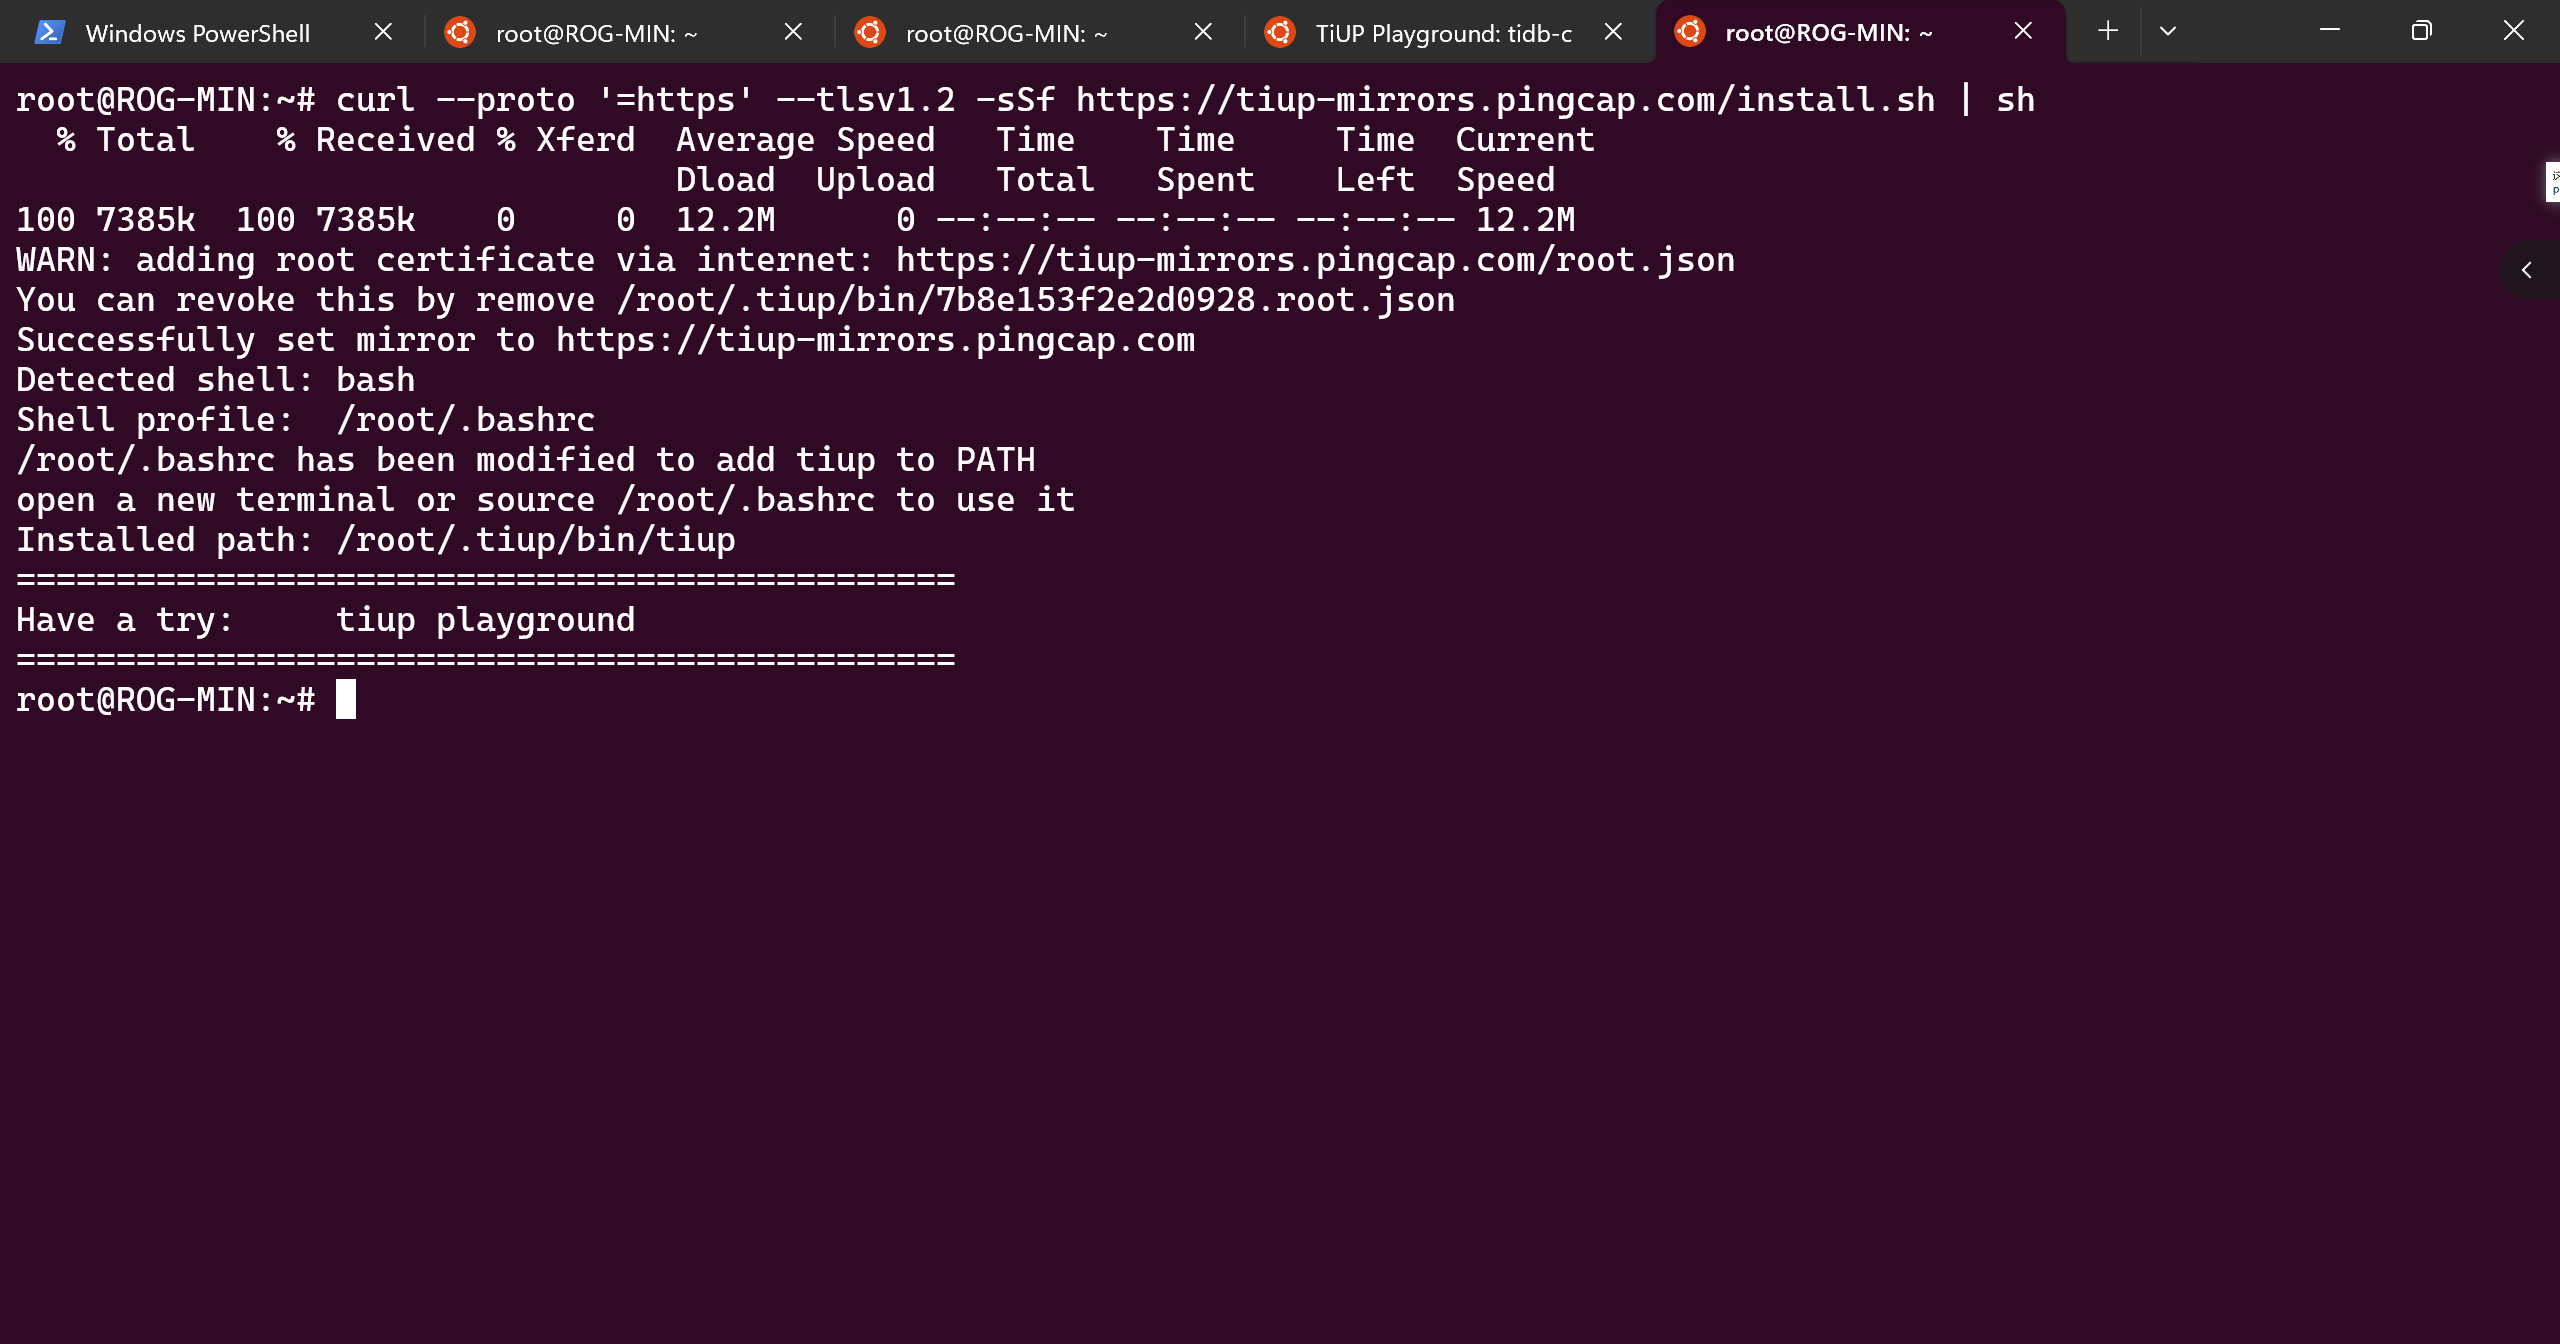 Windows PowerShell
root@ROG-MIN: ~
root@ROG-MIN: ~
TiUP Playground: tidb-c
root@ROG-MIN: ~
root@ROG-MIN:~# curl --proto '=https' --tlsv1.2 -sSf https://tiup-mirrors.pingcap.com/install.sh | sh
  % Total    % Received % Xferd  Average Speed   Time    Time     Time  Current
                                 Dload  Upload   Total   Spent    Left  Speed
100 7385k  100 7385k    0     0  12.2M      0 --:--:-- --:--:-- --:--:-- 12.2M
WARN: adding root certificate via internet: https://tiup-mirrors.pingcap.com/root.json
You can revoke this by remove /root/.tiup/bin/7b8e153f2e2d0928.root.json
Successfully set mirror to https://tiup-mirrors.pingcap.com
Detected shell: bash
Shell profile:  /root/.bashrc
/root/.bashrc has been modified to add tiup to PATH
open a new terminal or source /root/.bashrc to use it
Installed path: /root/.tiup/bin/tiup
===============================================
Have a try:     tiup playground
===============================================
root@ROG-MIN:~#